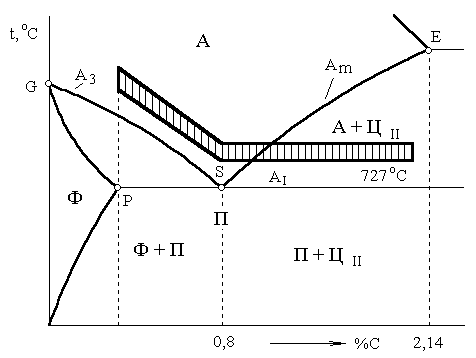 t,°C
E
A
G
A3
Am
A + Ц II
S
AI
727°C
P
Ф
П
Ф + П
П + Ц II
0,8
%C
2,14